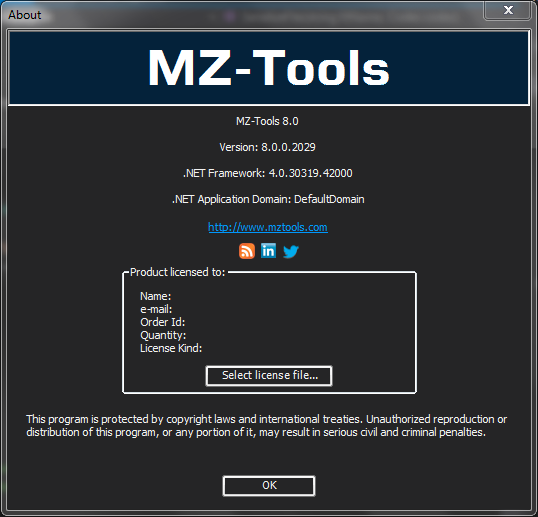 About
MZ-Tools
MZ-Tools 8.0
Version: 8.0.0.2029
.NET Framework: 4.0.30319.42000
.NET Application Domain: DefaultDomain
http://www.mztools.com
in
Product licensed to:
Name:
e-mail:
Order Id:
Quantity:
License Kind:
Select license file...
This program is protected by copyright laws and international treaties. Unauthorized reproduction or
distribution of this program, or any portion of it, may result in serious civil and criminal penalties.
OK